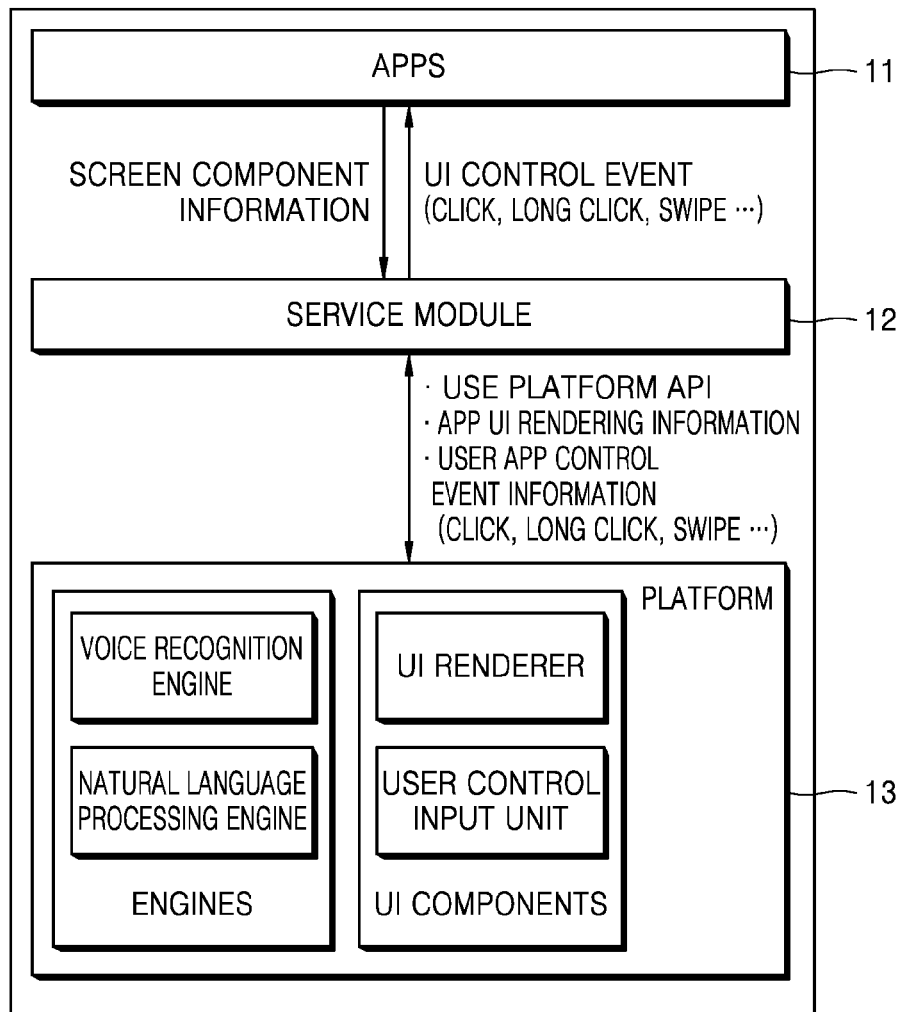 APPS
11
SCREEN COMPONENT
INFORMATION
UI CONTROL EVENT
(CLICK, LONG CLICK, SWIPE ···)
SERVICE MODULE
12
· USE PLATFORM API
· APP UI RENDERING INFORMATION
· USER APP CONTROL
EVENT INFORMATION
(CLICK, LONG CLICK, SWIPE ···)
PLATFORM
VOICE RECOGNITION
ENGINE
NATURAL LANGUAGE
PROCESSING ENGINE
ENGINES
UI RENDERER
USER CONTROL
INPUT UNIT
UI COMPONENTS
13